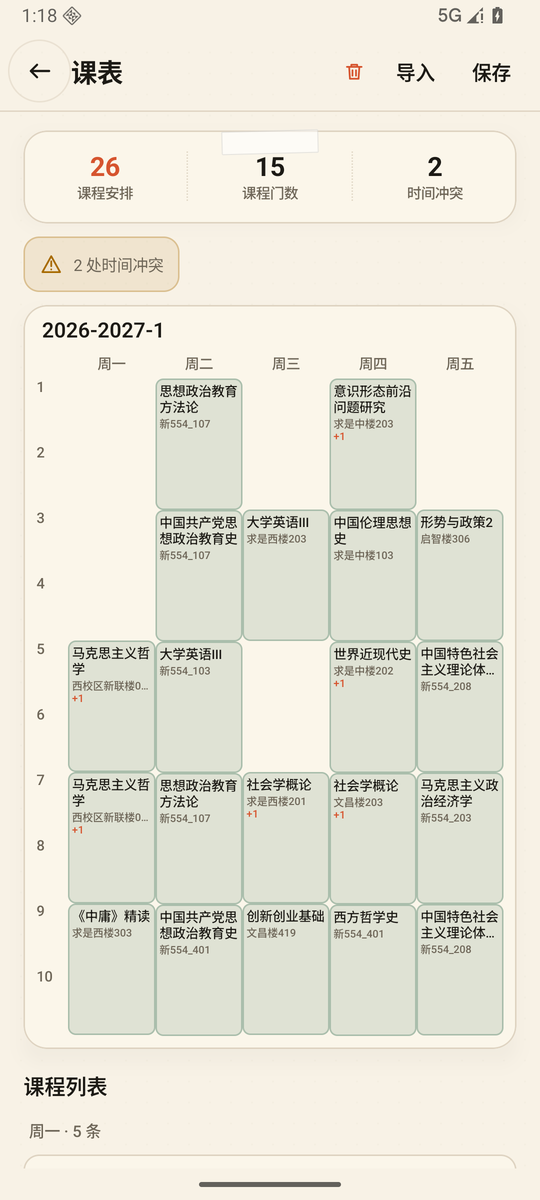 1:18
5G
课表
导入
保存
26
15
2
课程安排
课程门数
时间冲突
2 处时间冲突
2026-2027-1
周一
周二
周三
周四
周五
1
思想政治教育
方法论
新554_107
意识形态前沿
问题研究
求是中楼203
+1
2
3
中国共产党思
想政治教育史
新554_107
大学英语III
求是西楼203
中国伦理思想
史
求是中楼103
形势与政策2
启智楼306
4
5
马克思主义哲
学
西校区新联楼0...
+1
大学英语III
新554_103
世界近现代史
求是中楼202
+1
中国特色社会
主义理论体...
新554_208
6
7
马克思主义哲
学
西校区新联楼0...
+1
思想政治教育
方法论
新554_107
社会学概论
求是西楼201
+1
社会学概论
文昌楼203
+1
马克思主义政
治经济学
新554_203
8
9
《中庸》精读
求是西楼303
中国共产党思
想政治教育史
新554_401
创新创业基础
文昌楼419
西方哲学史
新554_401
中国特色社会
主义理论体...
新554_208
10
课程列表
周一 · 5 条